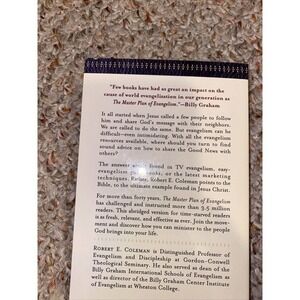 "Few books have had as great an impact on the
cause of world evangelization in our generation as
The Master Plan of Evangelism."—Billy Graham
It all started when Jesus called a few people to follow
him and share God's message with their neighbors.
We are called to do the same. But evangelism can be
difficult—even intimidating. With all the evangelism
resources available, where should you turn to find
sound advice on how to share the Good News with
others?
The answer found in TV evangelism, easy-
evangelism books, or the latest marketing
techniques. Robert E. Coleman points to the
Bible, to the ultimate example found in Jesus Christ.
For more than forty years, The Master Plan of Evangelism
has challenged and instructed more than 3.5 million
readers. This abridged version for time-starved readers
is as fresh, relevant, and effective as ever. Join the move-
ment and discover how you can minister to the people
God brings into your life.
ROBERT E. COLEMAN is Distinguished Professor of
Evangelism and Discipleship at Gordon-Conwell
Theological Seminary. He also served as dean of the
Billy Graham International Schools of Evangelism as
well as director of the Billy Graham Center Institute
of Evangelism at Wheaton College.